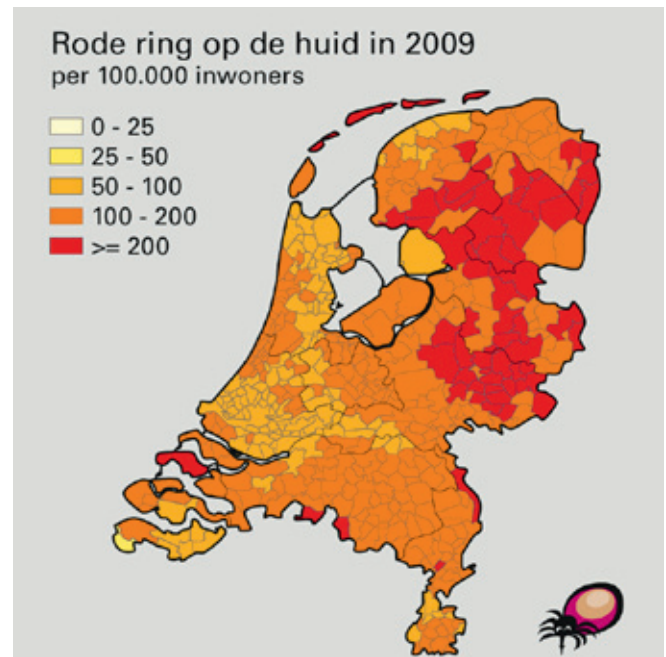 Rode ring op de huid in 2009
per 100.000 inwoners
0 - 25
25 - 50
50 - 100
100 - 200
>= 200